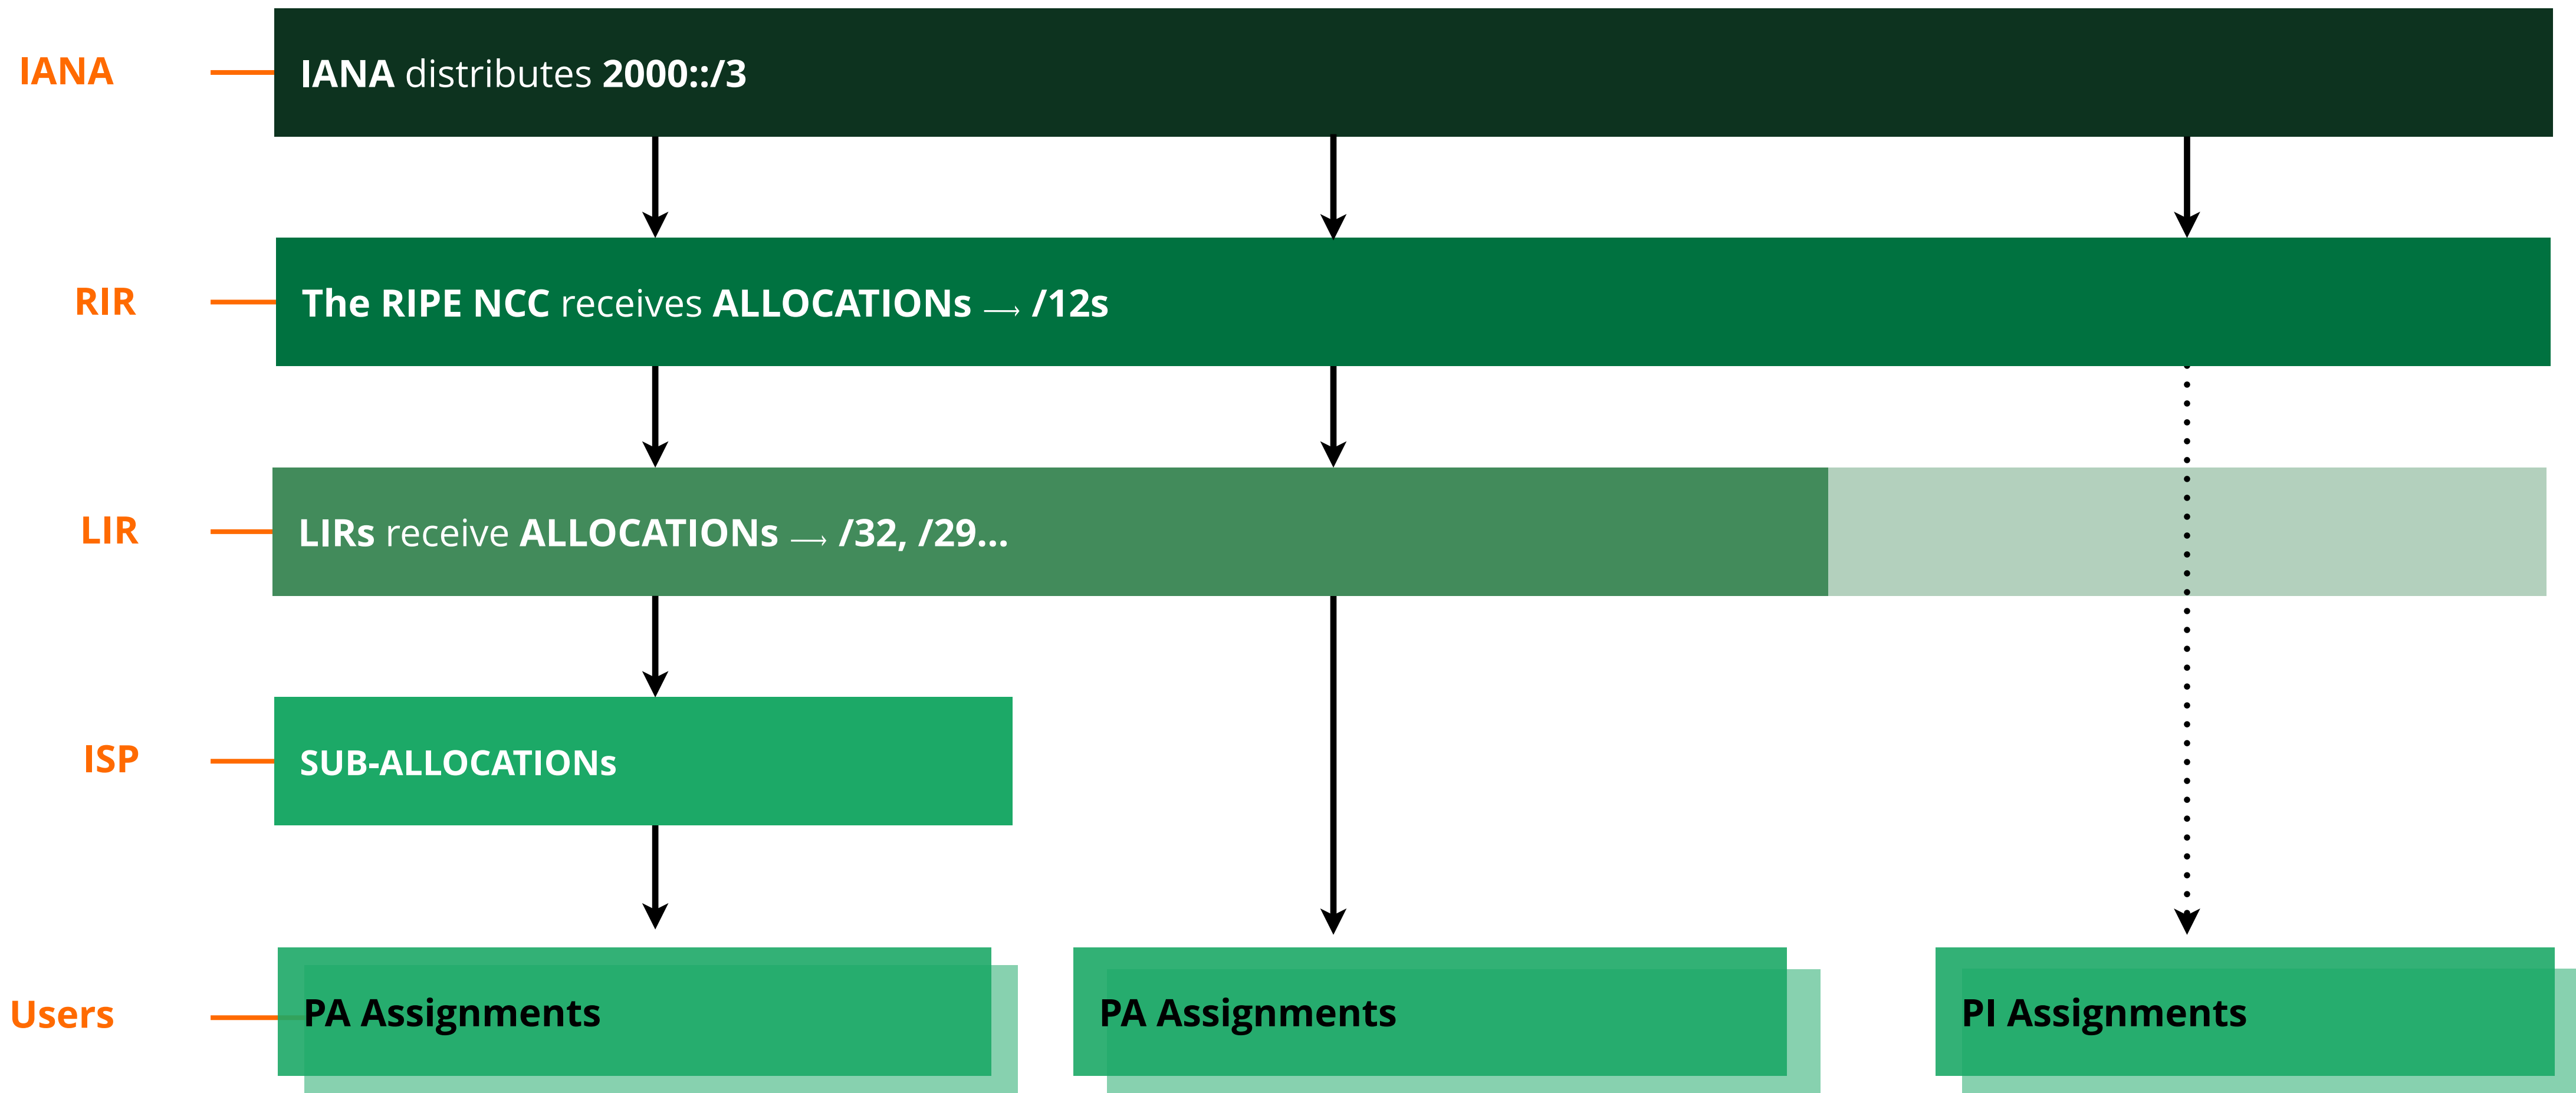 IANA
IANA distributes 2000::/3
RIR
The RIPE NCC receives ALLOCATIONs → /12s
LIR
LIRs receive ALLOCATIONs → /32, /29...
ISP
SUB-ALLOCATIONs
Users
PA Assignments
PA Assignments
PI Assignments